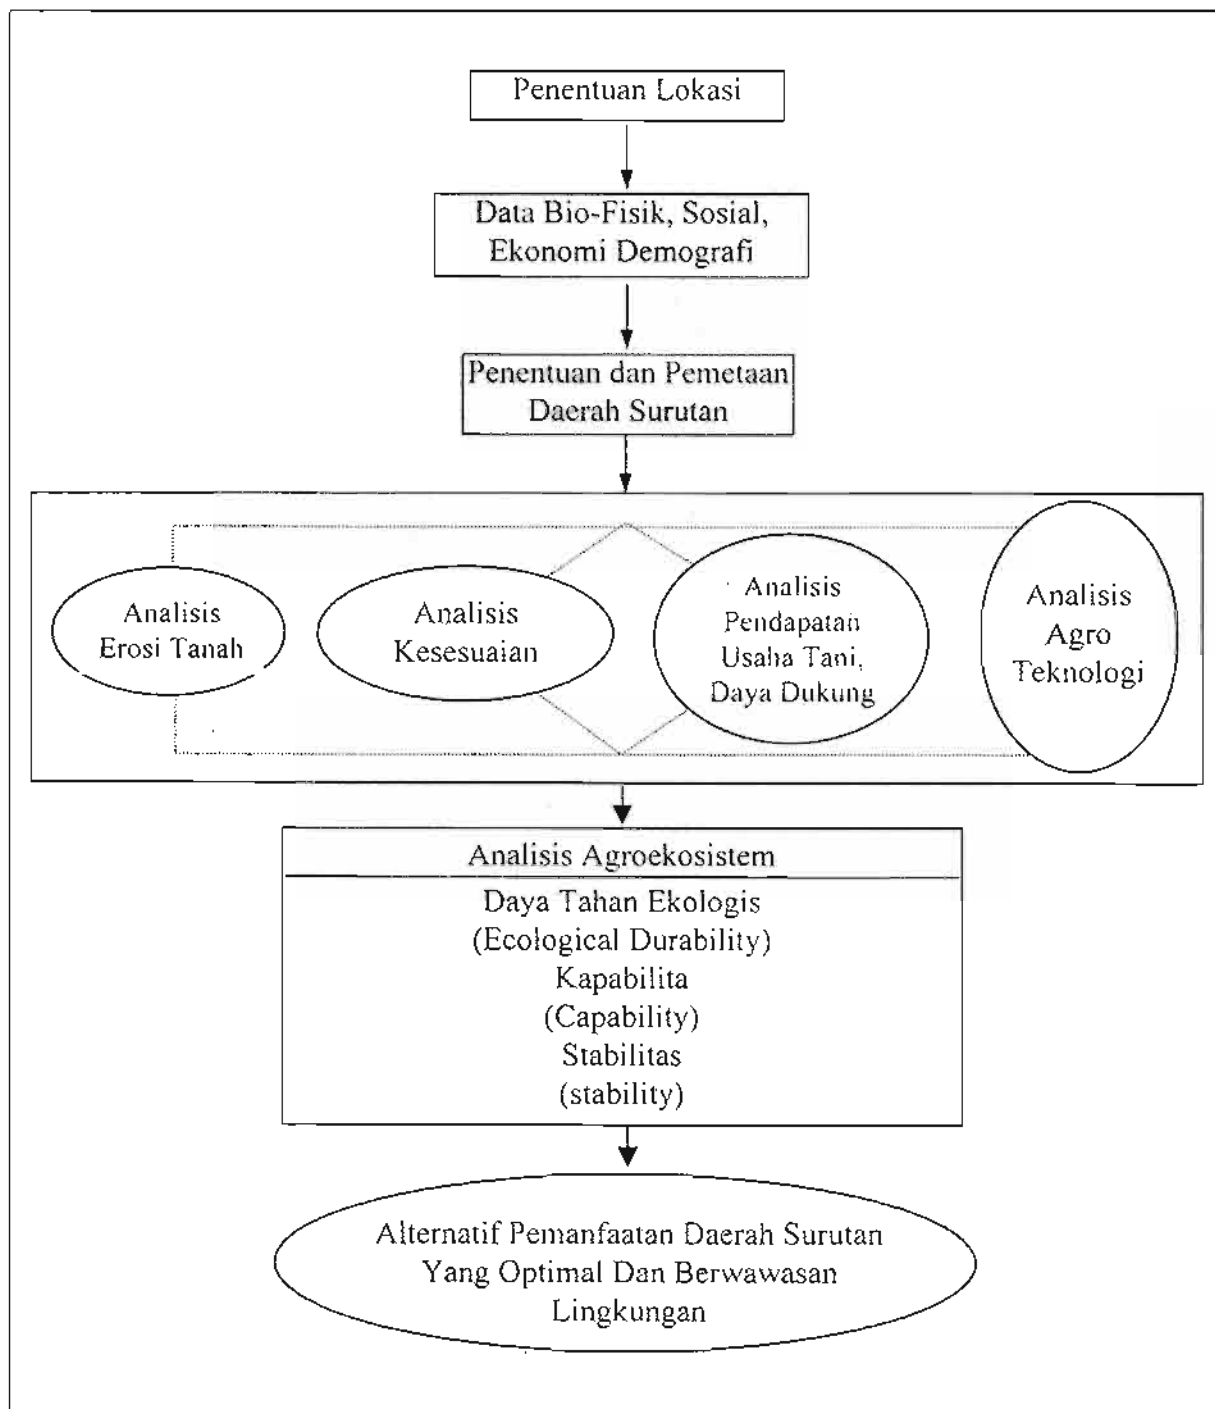 Penentuan Lokasi
Data Bio-Fisik, Sosial,
Ekonomi Demografi
Penentuan dan Pemetaan
Daerah Surutan
Analisis
Erosi Tanah
Analisis
Kesesuaian
Analisis
Pendapatan
Usaha Tani,
Daya Dukung
Analisis
Agro
Teknologi
Analisis Agroekosistem
Daya Tahan Ekologis
(Ecological Durability)
Kapabilita
(Capability)
Stabilitas
(stability)
Alternatif Pemanfaatan Daerah Surutan
Yang Optimal Dan Berwawasan
Lingkungan